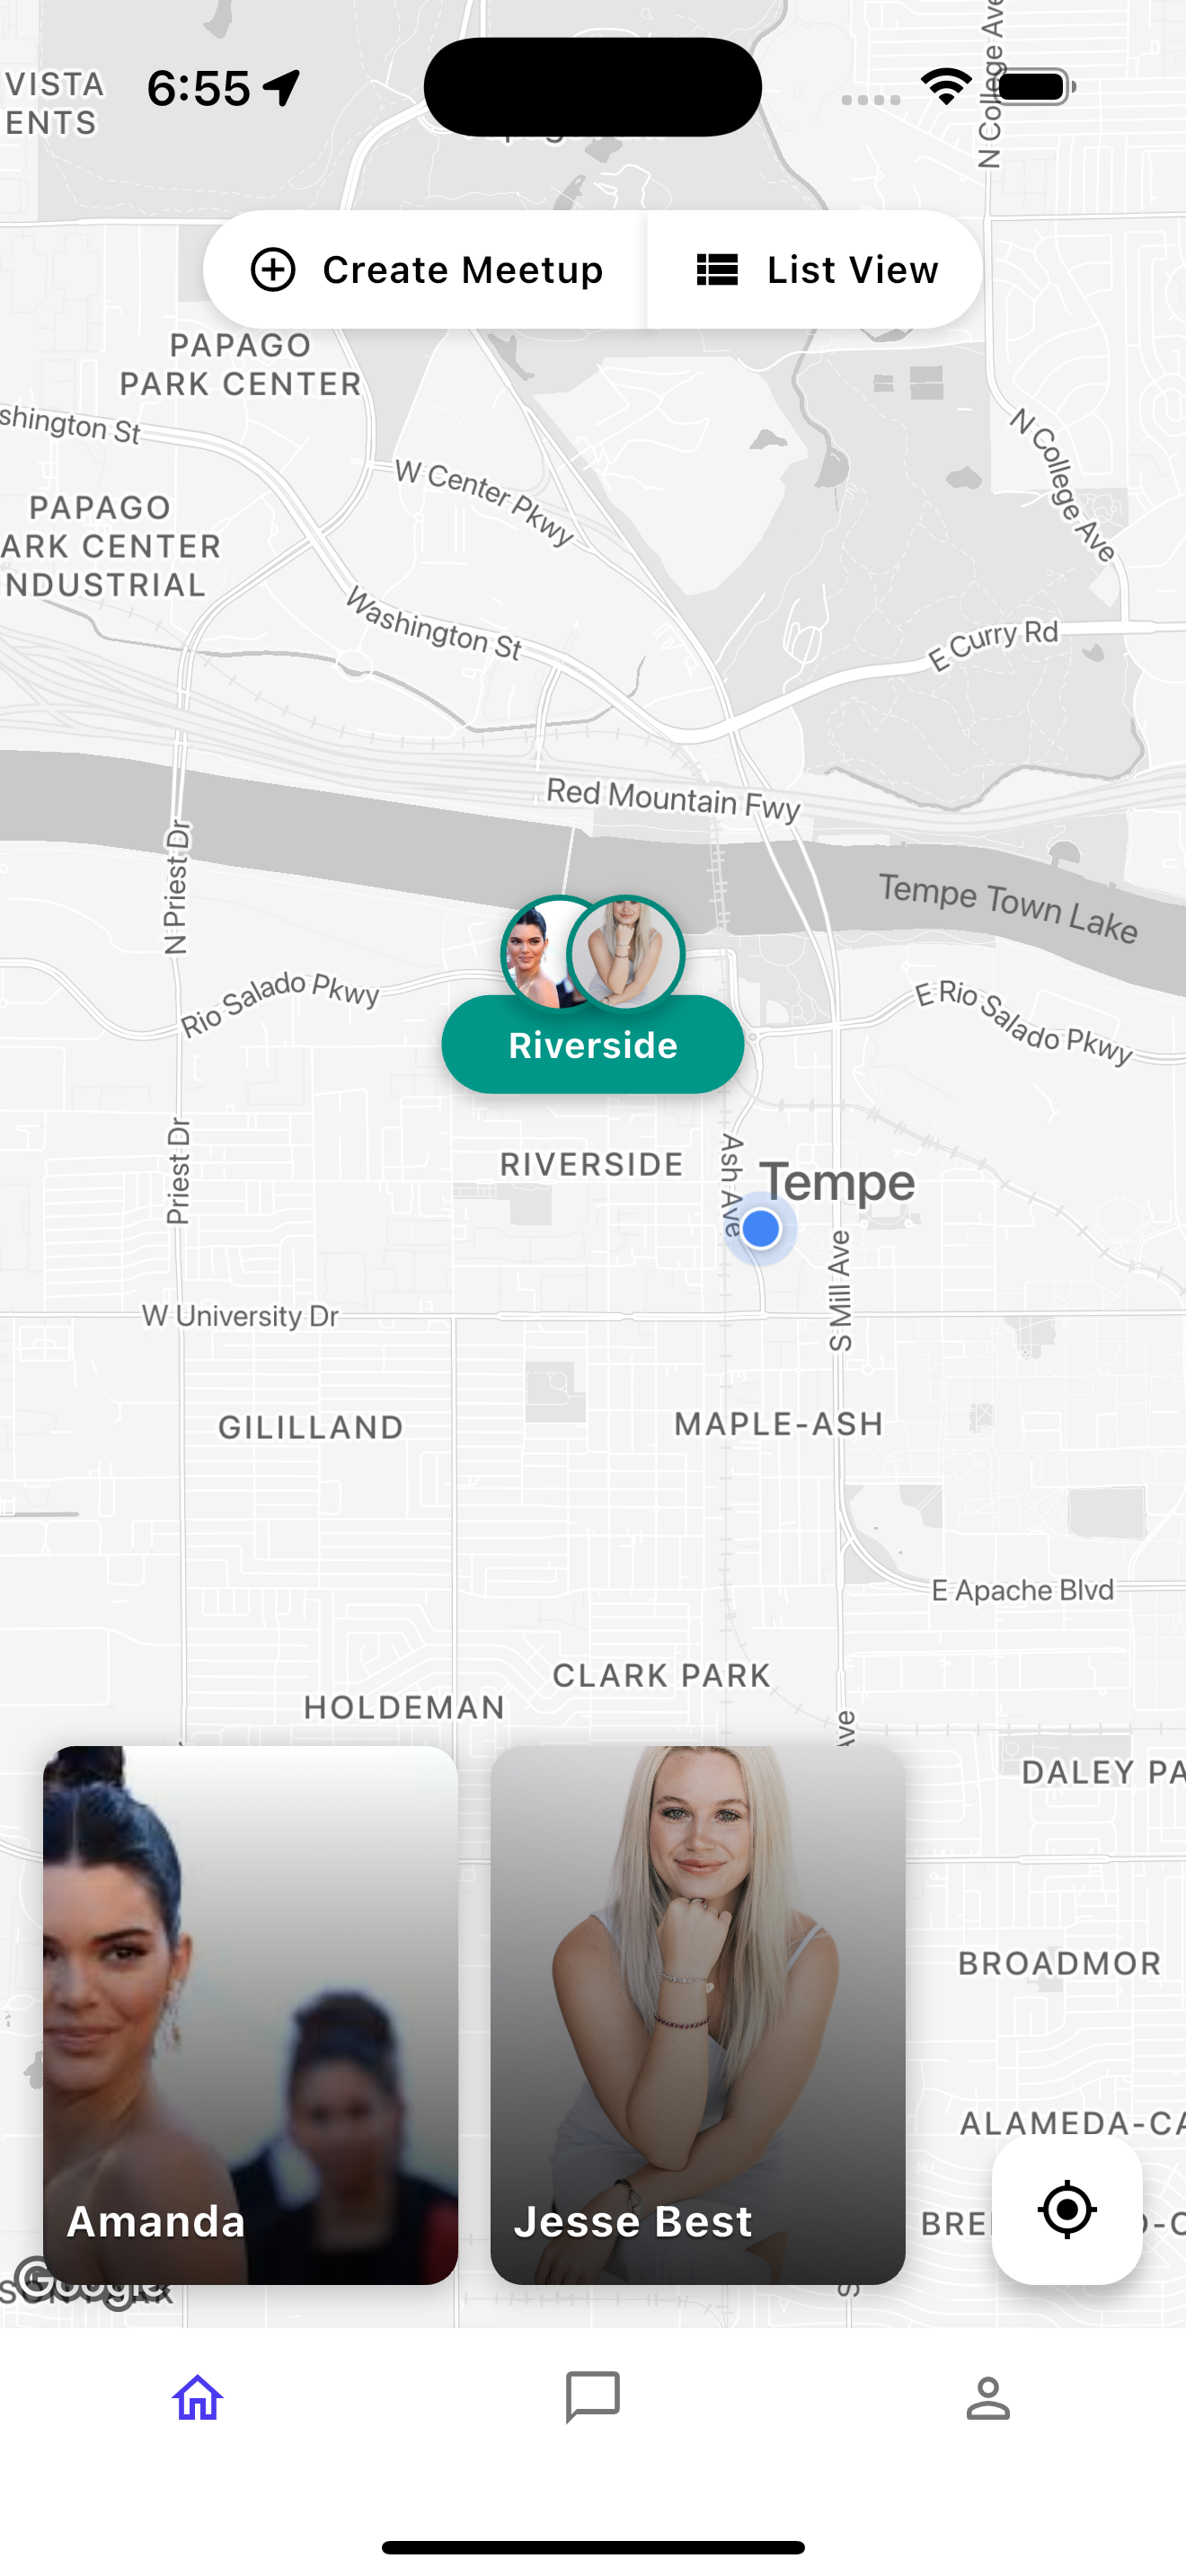 VISTA
ENTS
6:55
N College Ave
Create Meetup
List View
PAPAGO
PARK CENTER
shington St
N College Ave
W Center Pkwy
PAPAGO
ARK CENTER
NDUSTRIAL
Washington St
E Curry Rd
Red Mountain Fwy
N Priest Dr
Tempe Town Lake
Rio Salado Pkwy
E Rio Salado Pkwy
Riverside
Priest Dr
RIVERSIDE
Ash Ave
Tempe
S Mill Ave
W University Dr
GILILLAND
MAPLE-ASH
E Apache Blvd
CLARK PARK
HOLDEMAN
Ave
DALEY PA
BROADMOR
ALAMEDA-CA
Amanda
Jesse Best
BRE
O-C
Google
S